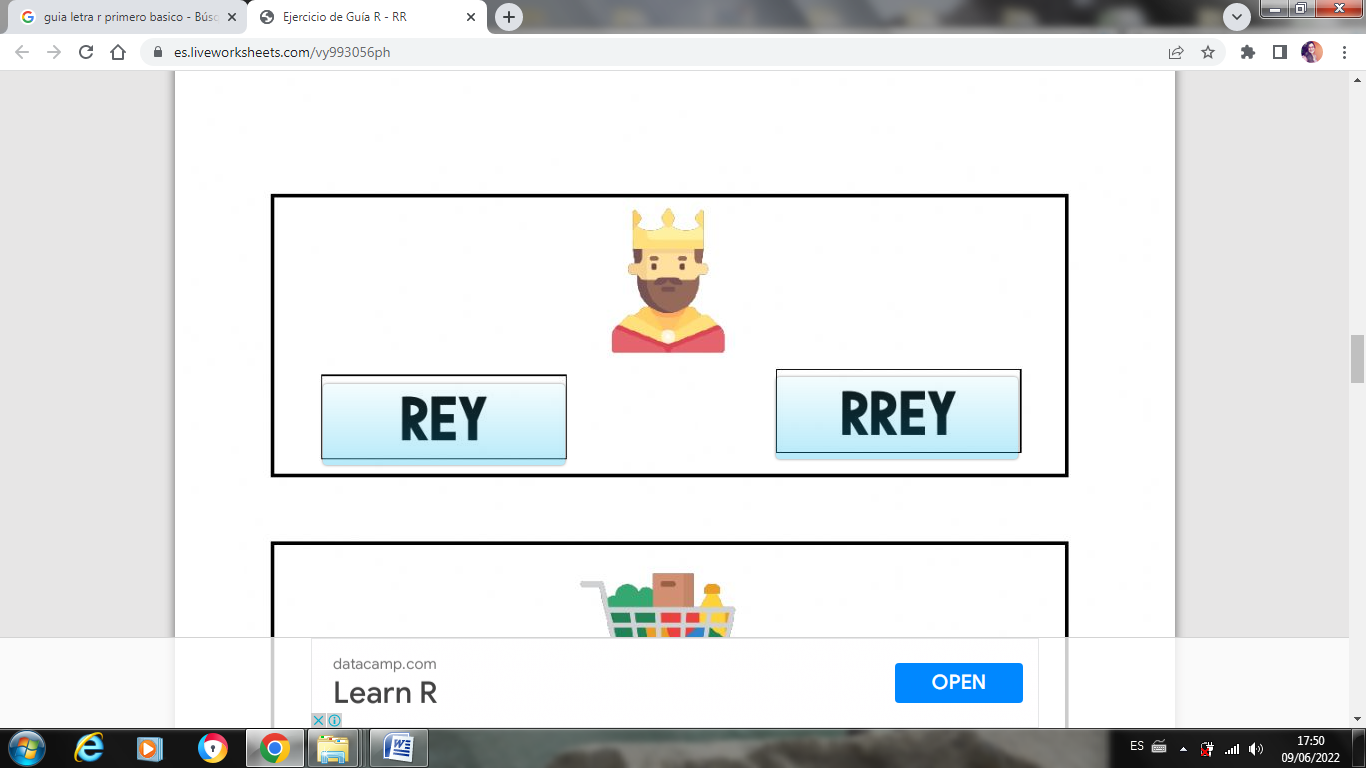 guia letra r primero basico - Búsc
Ejercicio de Guía R - RR
es.liveworksheets.com/vy993056ph
REY
RREY
datacamp.com
Learn R
OPEN
ES
17:50
09/06/2022